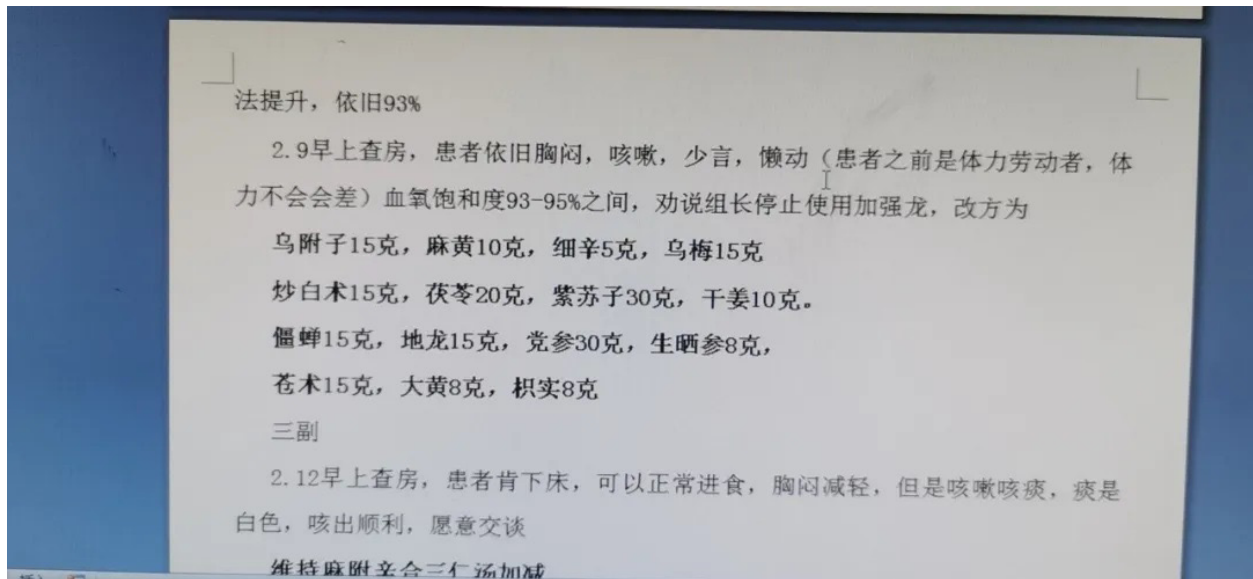 法提升，依旧93%
2.9早上查房，患者依旧胸闷，咳嗽，少言，懒动（患者之前是体力劳动者，体
力不会会差）血氧饱和度93-95%之间，劝说组长停止使用加强龙，改方为
乌附子15克，麻黄10克，细辛5克，乌梅15克
炒白术15克，茯苓20克，紫苏子30克，干姜10克。
僵蝉15克，地龙15克，党参30克，生晒参8克，
苍术15克，大黄8克，枳实8克
三副
2.12早上查房，患者肯下床，可以正常进食，胸闷减轻，但是咳嗽咳痰，痰是
白色，咳出顺利，愿意交谈
维持麻附辛合三仁汤加减